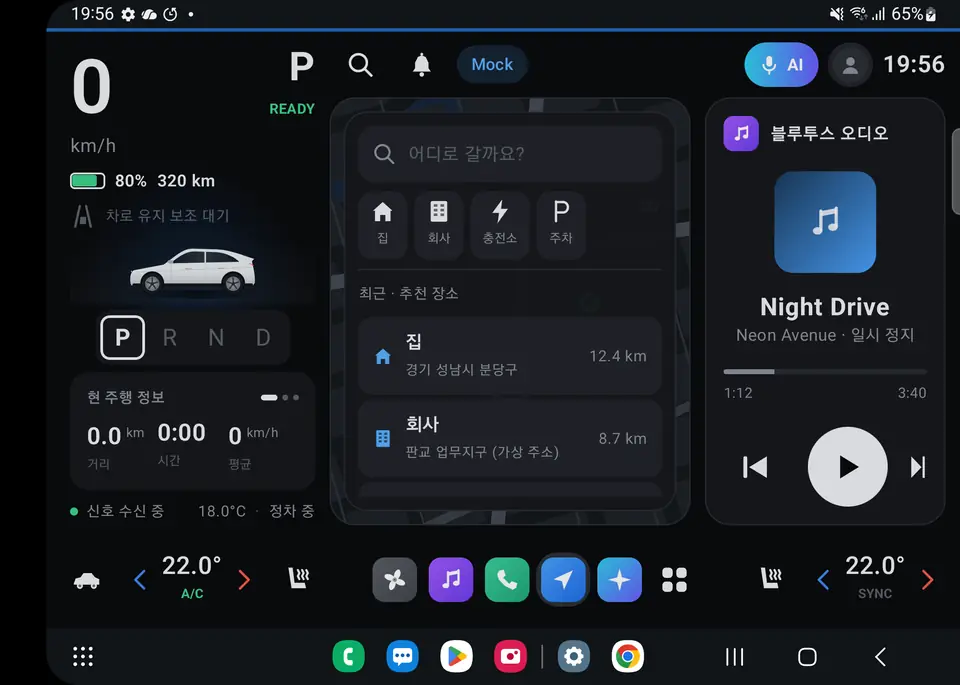 19:56
65%
0
P
READY
km/h
80% 320 km
차로 유지 보조 대기
P R N D
현 주행 정보
0.0 km 0:00 0 km/h
거리 시간 평균
신호 수신 중 18.0°C · 정차 중
Mock
AI
19:56
어디로 갈까요?
집 회사 충전소 P 주차
최근 · 추천 장소
집
경기 성남시 분당구
12.4 km
회사
판교 업무지구 (가상 주소)
8.7 km
블루투스 오디오
Night Drive
Neon Avenue · 일시 정지
1:12 3:40
22.0°
A/C
22.0°
SYNC